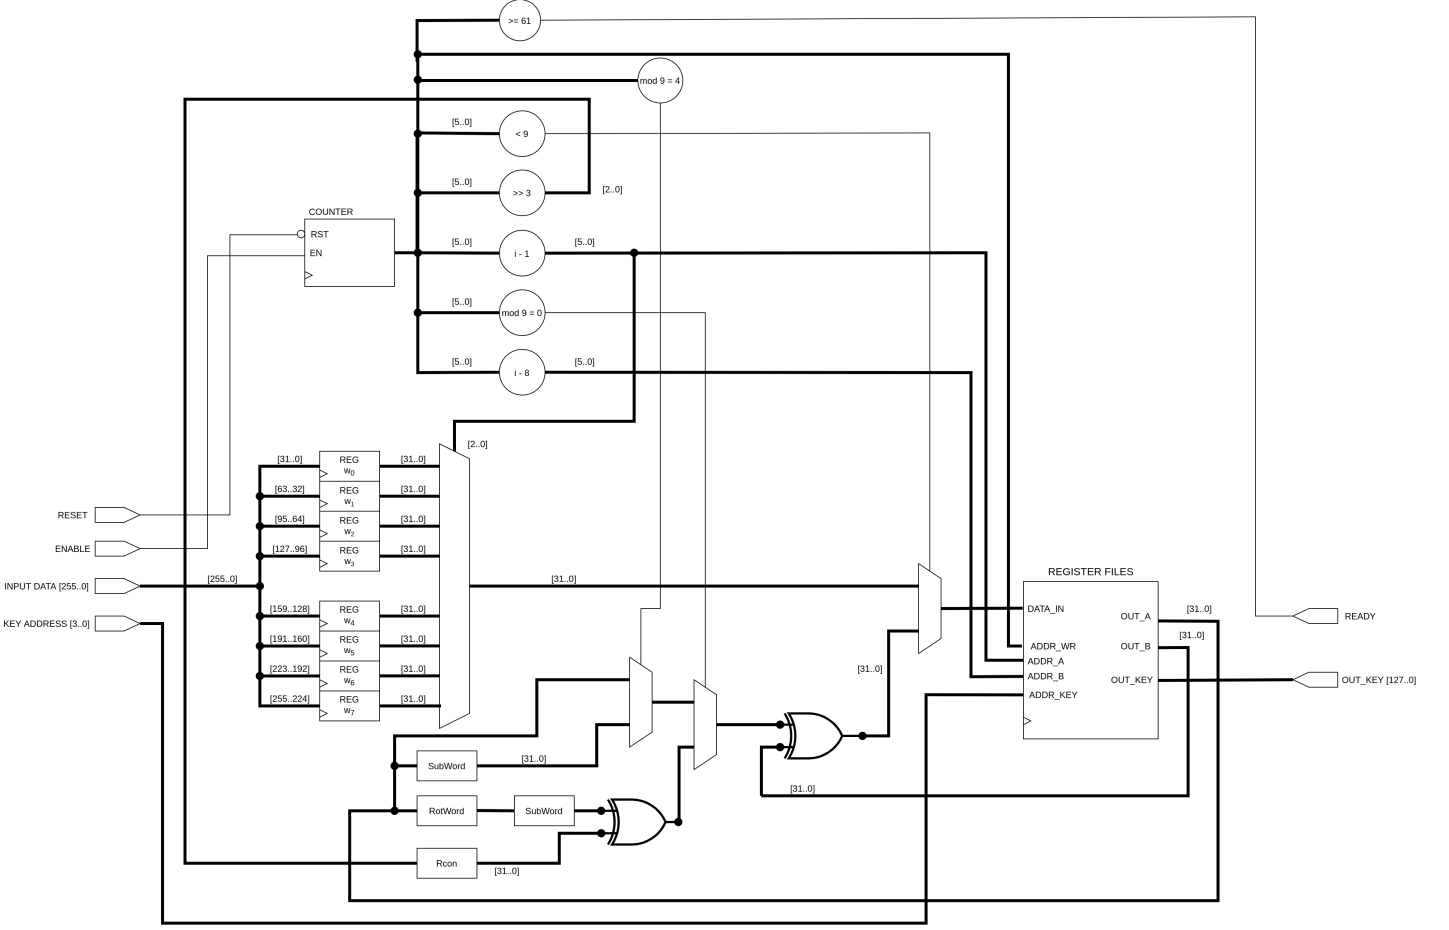 >= 61
mod 9 = 4
[5..0]
< 9
[5..0]
>> 3
[2..0]
COUNTER
RST
EN
[5..0]
i - 1
[5..0]
[5..0]
mod 9 = 0
[5..0]
i - 8
[5..0]
[2..0]
[31..0]
REG
w0
[31..0]
[63..32]
REG
w1
[31..0]
[95..64]
REG
w2
[31..0]
[127..96]
REG
w3
[31..0]
RESET
ENABLE
INPUT DATA [255..0]
KEY ADDRESS [3..0]
[255..0]
[31..0]
[159..128]
REG
w4
[31..0]
[191..160]
REG
w5
[31..0]
[223..192]
REG
w6
[31..0]
[255..224]
REG
w7
[31..0]
REGISTER FILES
DATA_IN
ADDR_WR
ADDR_A
ADDR_B
ADDR_KEY
OUT_A
OUT_B
OUT_KEY
[31..0]
[31..0]
READY
OUT_KEY [127..0]
[31..0]
SubWord
[31..0]
[31..0]
RotWord
SubWord
Rcon
[31..0]